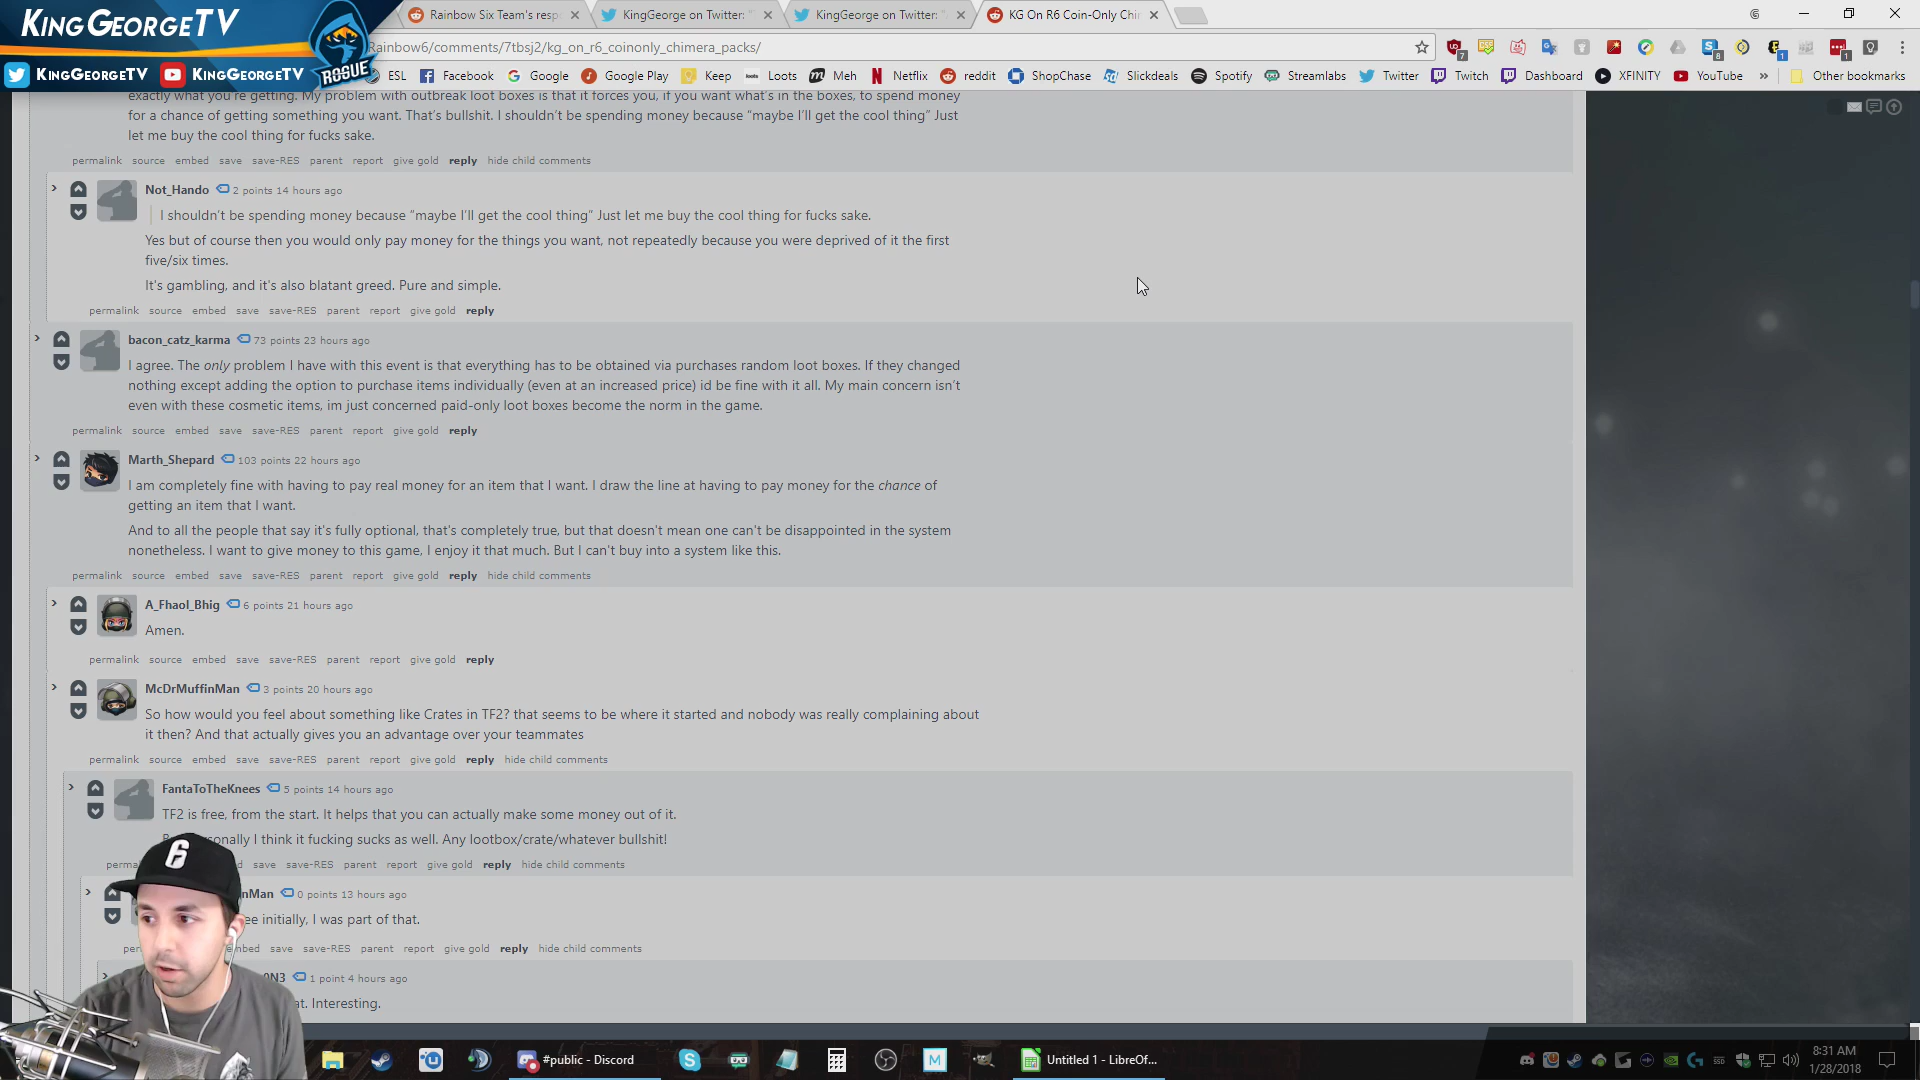 KINGGEORGETV
Rainbow Six Team's resp
KingGeorge on Twitter: "
KingGeorge on Twitter: "
KG On R6 Coin-Only Chi
KINGGEORGETV KINGGEORGETV ROGUE
Rainbow6/comments/7tbsj2/kg_on_r6_coinonly_chimera_packs/
ESL Facebook Google Google Play Keep loots Loots Meh Netflix reddit ShopChase Slickdeals Spotify Streamlabs Twitter Twitch Dashboard XFINITY YouTube » Other bookmarks
exactly what you're getting. My problem with outbreak loot boxes is that it forces you, if you want what's in the boxes, to spend money
for a chance of getting something you want. That's bullshit. I shouldn't be spending money because "maybe I'll get the cool thing" Just
let me buy the cool thing for fucks sake.
permalink source embed save save-RES parent report give gold reply hide child comments
Not_Hando 2 points 14 hours ago
I shouldn't be spending money because "maybe I'll get the cool thing" Just let me buy the cool thing for fucks sake.
Yes but of course then you would only pay money for the things you want, not repeatedly because you were deprived of it the first
five/six times.
It's gambling, and it's also blatant greed. Pure and simple.
permalink source embed save save-RES parent report give gold reply
bacon_catz_karma 73 points 23 hours ago
I agree. The only problem I have with this event is that everything has to be obtained via purchases random loot boxes. If they changed
nothing except adding the option to purchase items individually (even at an increased price) id be fine with it all. My main concern isn't
even with these cosmetic items, im just concerned paid-only loot boxes become the norm in the game.
permalink source embed save save-RES parent report give gold reply
Marth_Shepard 103 points 22 hours ago
I am completely fine with having to pay real money for an item that I want. I draw the line at having to pay money for the chance of
getting an item that I want.
And to all the people that say it's fully optional, that's completely true, but that doesn't mean one can't be disappointed in the system
nonetheless. I want to give money to this game, I enjoy it that much. But I can't buy into a system like this.
permalink source embed save save-RES parent report give gold reply hide child comments
A_Fhaol_Bhig 6 points 21 hours ago
Amen.
permalink source embed save save-RES parent report give gold reply
McDrMuffinMan 3 points 20 hours ago
So how would you feel about something like Crates in TF2? that seems to be where it started and nobody was really complaining about
it then? And that actually gives you an advantage over your teammates
permalink source embed save save-RES parent report give gold reply hide child comments
FantaToTheKnees 5 points 14 hours ago
TF2 is free, from the start. It helps that you can actually make some money out of it.
sonally I think it fucking sucks as well. Any lootbox/crate/whatever bullshit!
perma d save save-RES parent report give gold reply hide child comments
nMan 0 points 13 hours ago
ee initially, I was part of that.
per mbed save save-RES parent report give gold reply hide child comments
0N3 1 point 4 hours ago
at. Interesting.
#public - Discord
Untitled 1 - LibreOf...
8:31 AM
1/28/2018